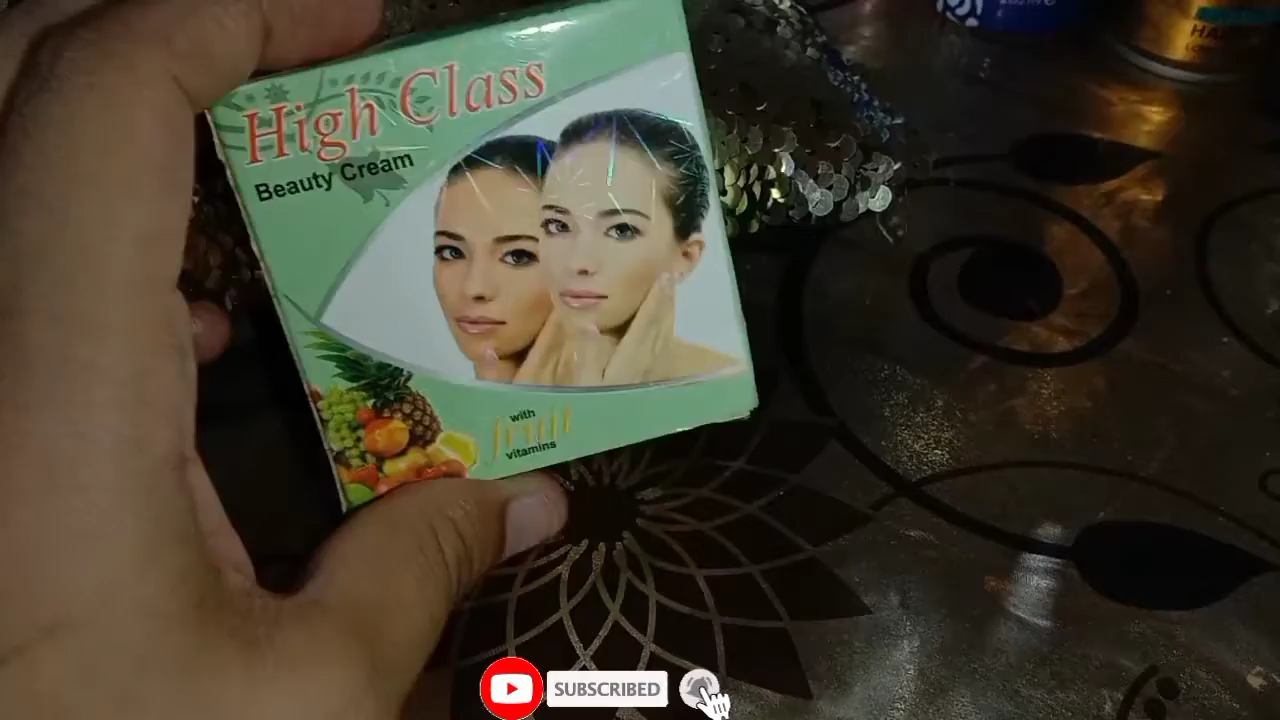 High Class
Beauty Cream
with
fruit
vitamins
SUBSCRIBED